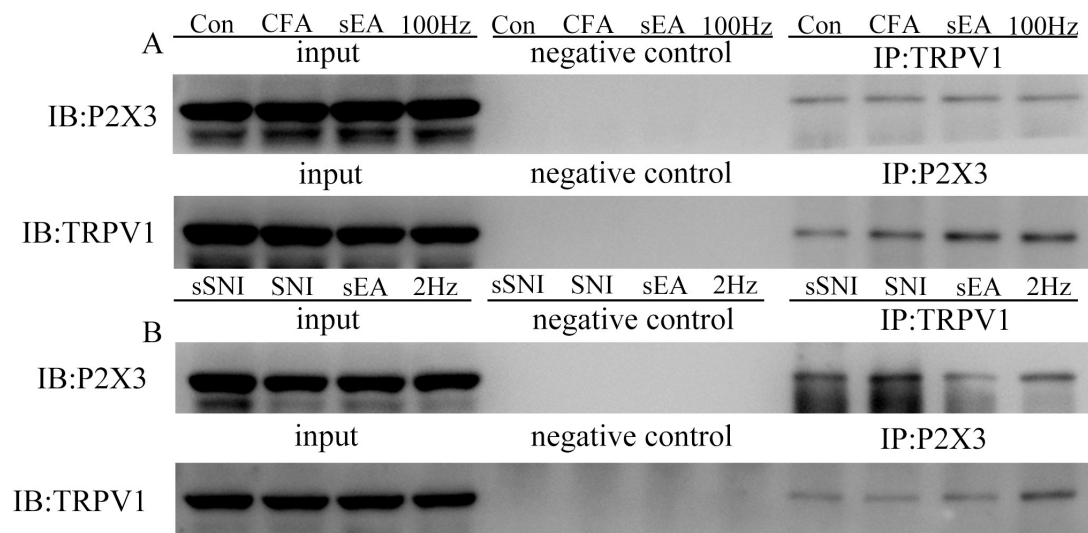 Con CFA sEA 100Hz Con CFA sEA 100Hz Con CFA sEA 100Hz
A
input negative control IP:TRPV1
IB:P2X3
input negative control IP:P2X3
IB:TRPV1
sSNI SNI sEA 2Hz sSNI SNI sEA 2Hz sSNI SNI sEA 2Hz
B
input negative control IP:TRPV1
IB:P2X3
input negative control IP:P2X3
IB:TRPV1